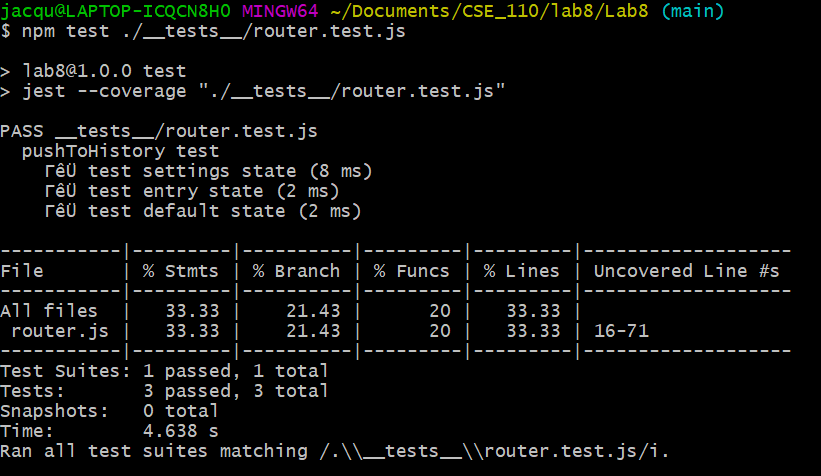 jacqu@LAPTOP-ICQCN8H0 MINGW64 ~/Documents/CSE_110/lab8/Lab8 (main)
$ npm test ./__tests__/router.test.js
> lab8@1.0.0 test
> jest --coverage "./__tests__/router.test.js"
PASS __tests__/router.test.js
  pushToHistory test
    ΓêÜ test settings state (8 ms)
    ΓêÜ test entry state (2 ms)
    ΓêÜ test default state (2 ms)
-----------|---------|----------|---------|---------|-------------------
File       | % Stmts | % Branch | % Funcs | % Lines | Uncovered Line #s
-----------|---------|----------|---------|---------|-------------------
All files  |   33.33 |    21.43 |      20 |   33.33 |
 router.js |   33.33 |    21.43 |      20 |   33.33 | 16-71
-----------|---------|----------|---------|---------|-------------------
Test Suites: 1 passed, 1 total
Tests:       3 passed, 3 total
Snapshots:   0 total
Time:        4.638 s
Ran all test suites matching /.\\__tests__\\router.test.js/i.